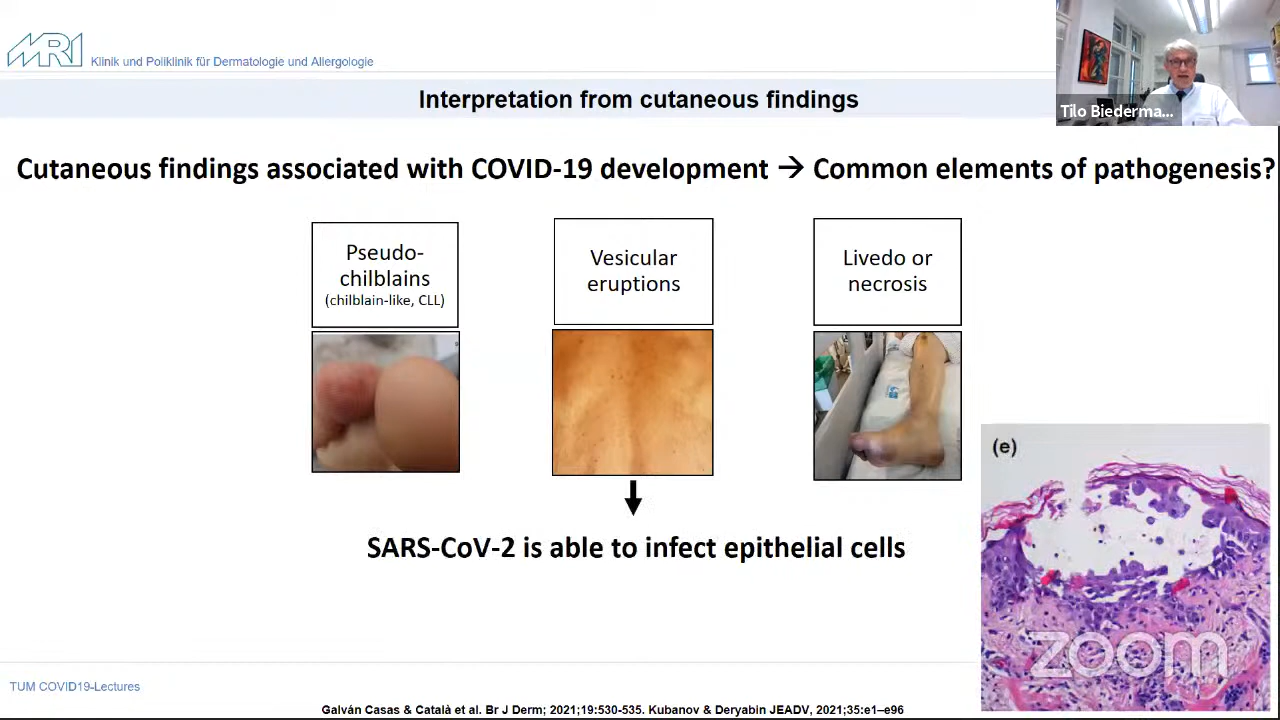 MRI Klinik und Poliklinik für Dermatologie und Allergologie
Tilo Biederma...
Interpretation from cutaneous findings
Cutaneous findings associated with COVID-19 development → Common elements of pathogenesis?
Pseudo-
chilblains
(chilblain-like, CLL)
Vesicular
eruptions
Livedo or
necrosis
(e)
SARS-CoV-2 is able to infect epithelial cells
zoom
TUM COVID19-Lectures
Galván Casas & Català et al. Br J Derm; 2021;19:530-535. Kubanov & Deryabin JEADV, 2021;35:e1–e96